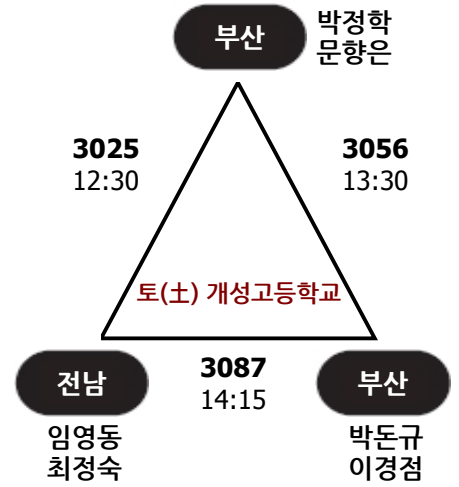 부산
박정학
문향은
3025
12:30
3056
13:30
토(土) 개성고등학교
전남
3087
14:15
부산
임영동
최정숙
박돈규
이경점